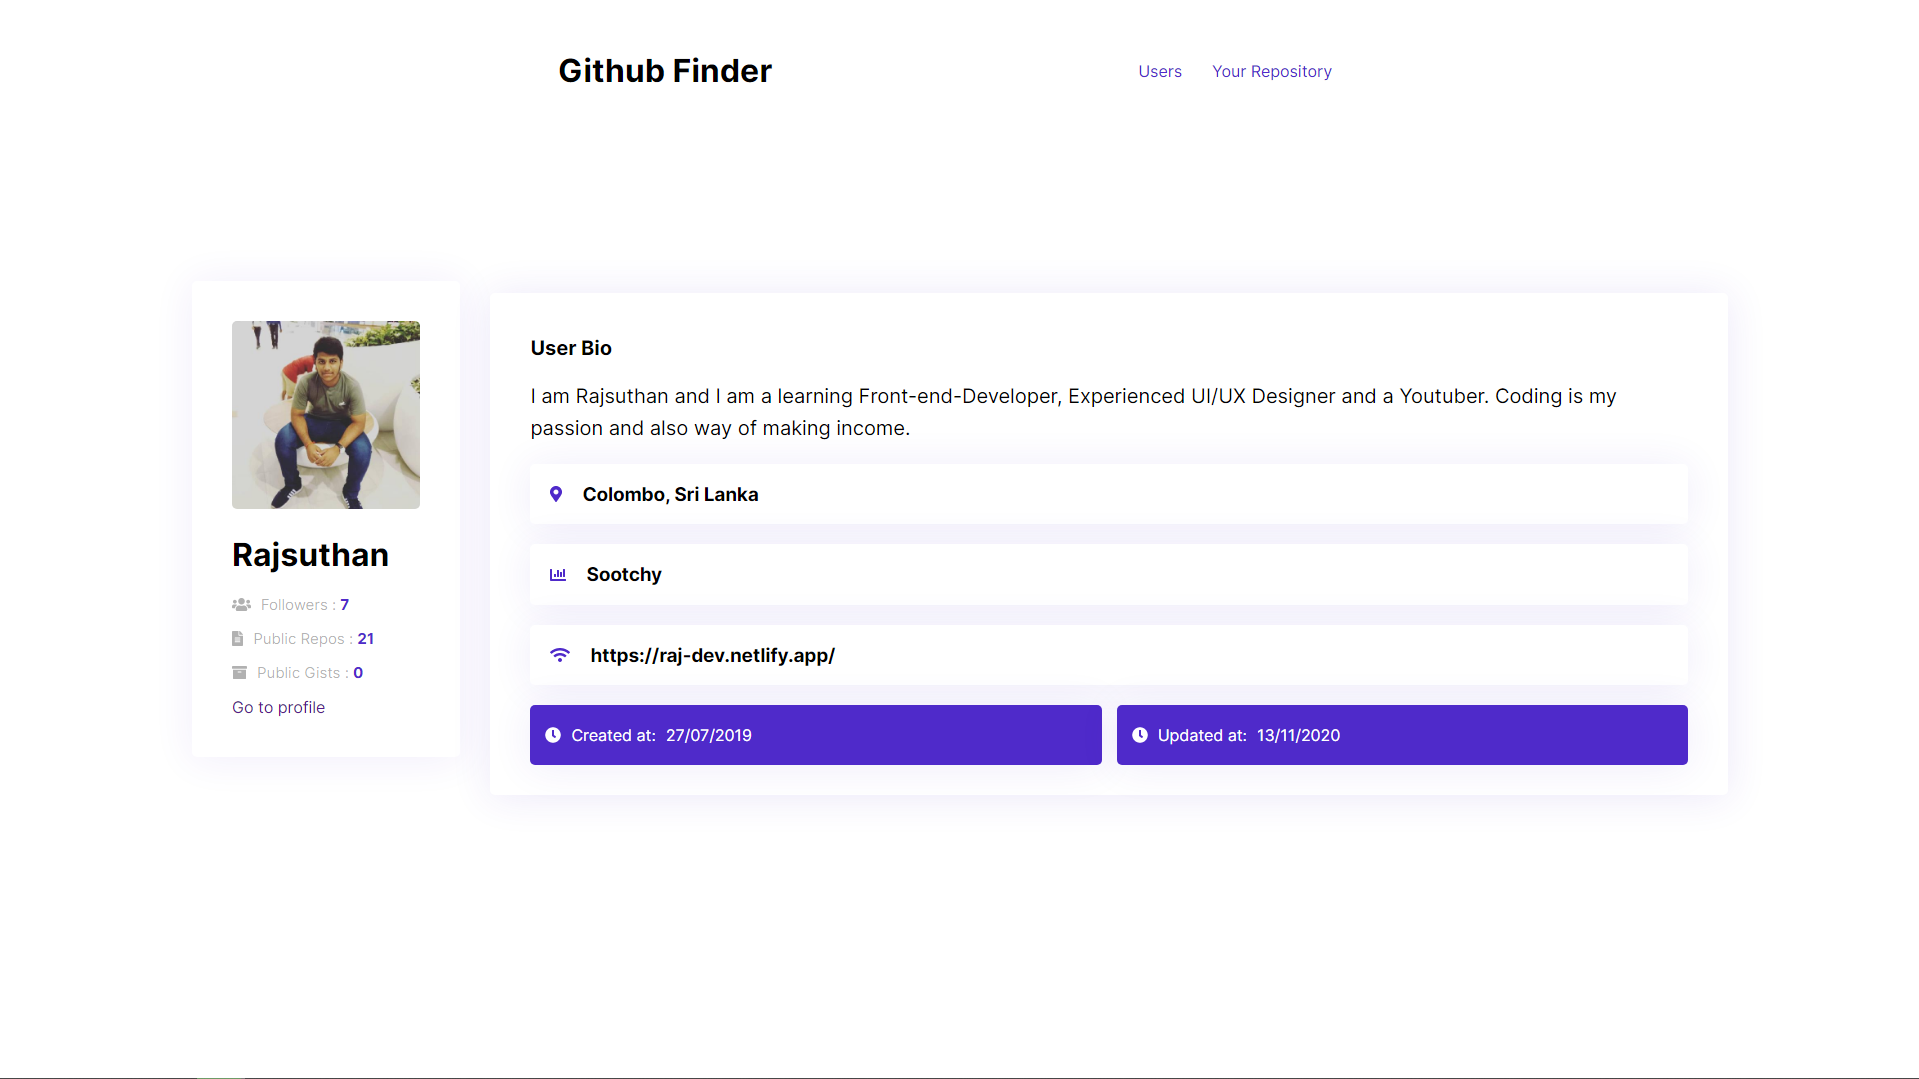 Github Finder
Users
Your Repository
Rajsuthan
Followers : 7
Public Repos : 21
Public Gists : 0
Go to profile
User Bio
I am Rajsuthan and I am a learning Front-end-Developer, Experienced UI/UX Designer and a Youtuber. Coding is my
passion and also way of making income.
Colombo, Sri Lanka
Sootchy
https://raj-dev.netlify.app/
Created at: 27/07/2019
Updated at: 13/11/2020